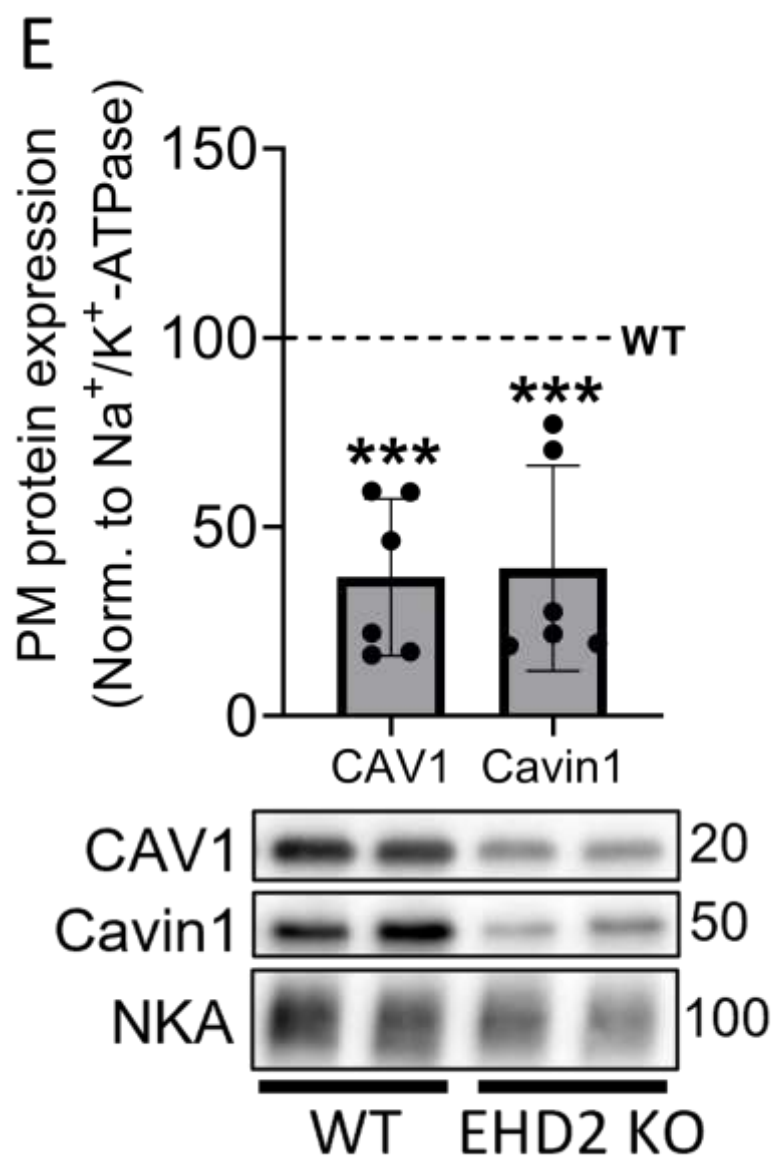 E
PM protein expression
(Norm. to Na⁺/K⁺-ATPase)
150
100
50
0
WT
***
***
CAV1 Cavin1
CAV1 20
Cavin1 50
NKA 100
WT EHD2 KO